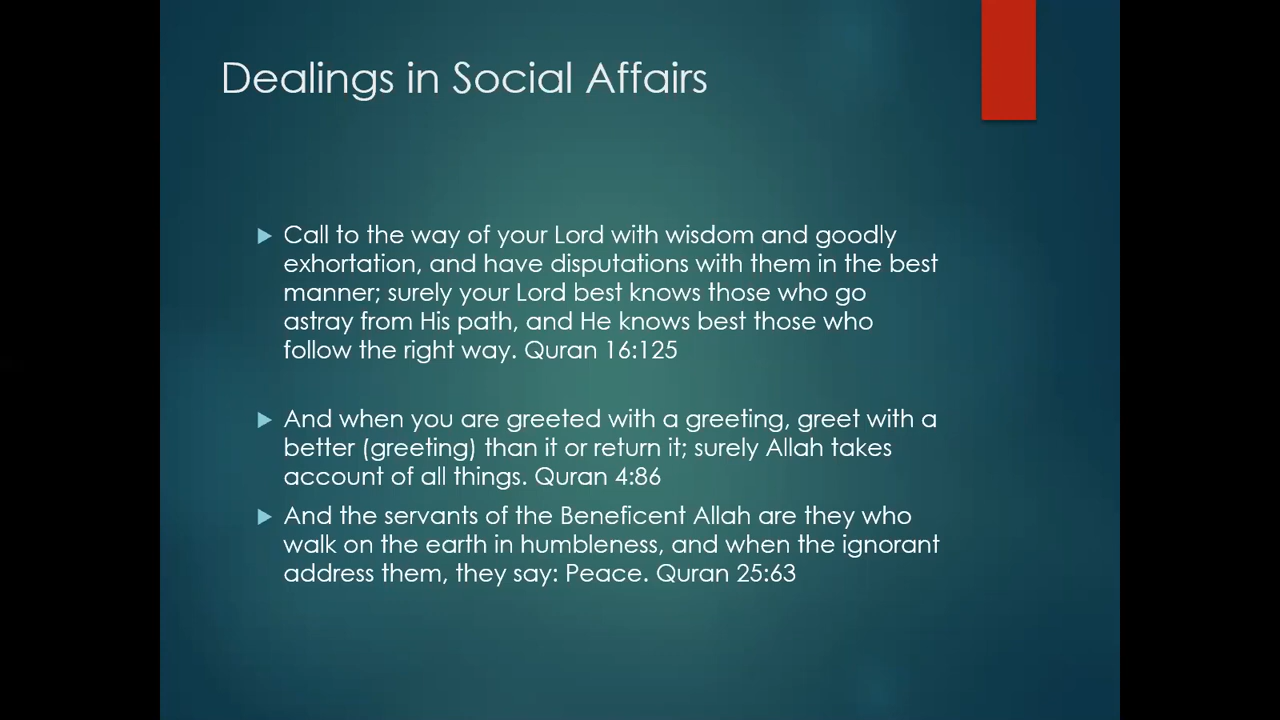 Dealings in Social Affairs
Call to the way of your Lord with wisdom and goodly
exhortation, and have disputations with them in the best
manner; surely your Lord best knows those who go
astray from His path, and He knows best those who
follow the right way. Quran 16:125
And when you are greeted with a greeting, greet with a
better (greeting) than it or return it; surely Allah takes
account of all things. Quran 4:86
And the servants of the Beneficent Allah are they who
walk on the earth in humbleness, and when the ignorant
address them, they say: Peace. Quran 25:63